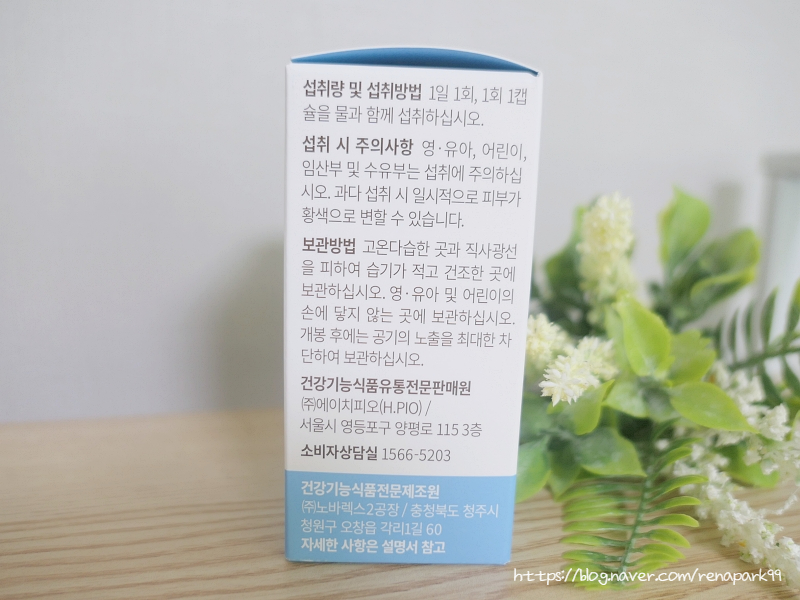 섭취량 및 섭취방법 1일 1회, 1회 1캡
슐을 물과 함께 섭취하십시오.
섭취 시 주의사항 영·유아, 어린이,
임산부 및 수유부는 섭취에 주의하십
시오. 과다 섭취 시 일시적으로 피부가
황색으로 변할 수 있습니다.
보관방법 고온다습한 곳과 직사광선
을 피하여 습기가 적고 건조한 곳에
보관하십시오. 영·유아 및 어린이의
손에 닿지 않는 곳에 보관하십시오.
개봉 후에는 공기의 노출을 최대한 차
단하여 보관하십시오.
건강기능식품유통전문판매원
㈜에이치피오(H.PIO) /
서울시 영등포구 양평로 115 3층
소비자상담실 1566-5203
건강기능식품전문제조원
㈜노바렉스2공장 / 충청북도 청주시
청원구 오창읍 각리1길 60
자세한 사항은 설명서 참고
https://blog.naver.com/renapark99